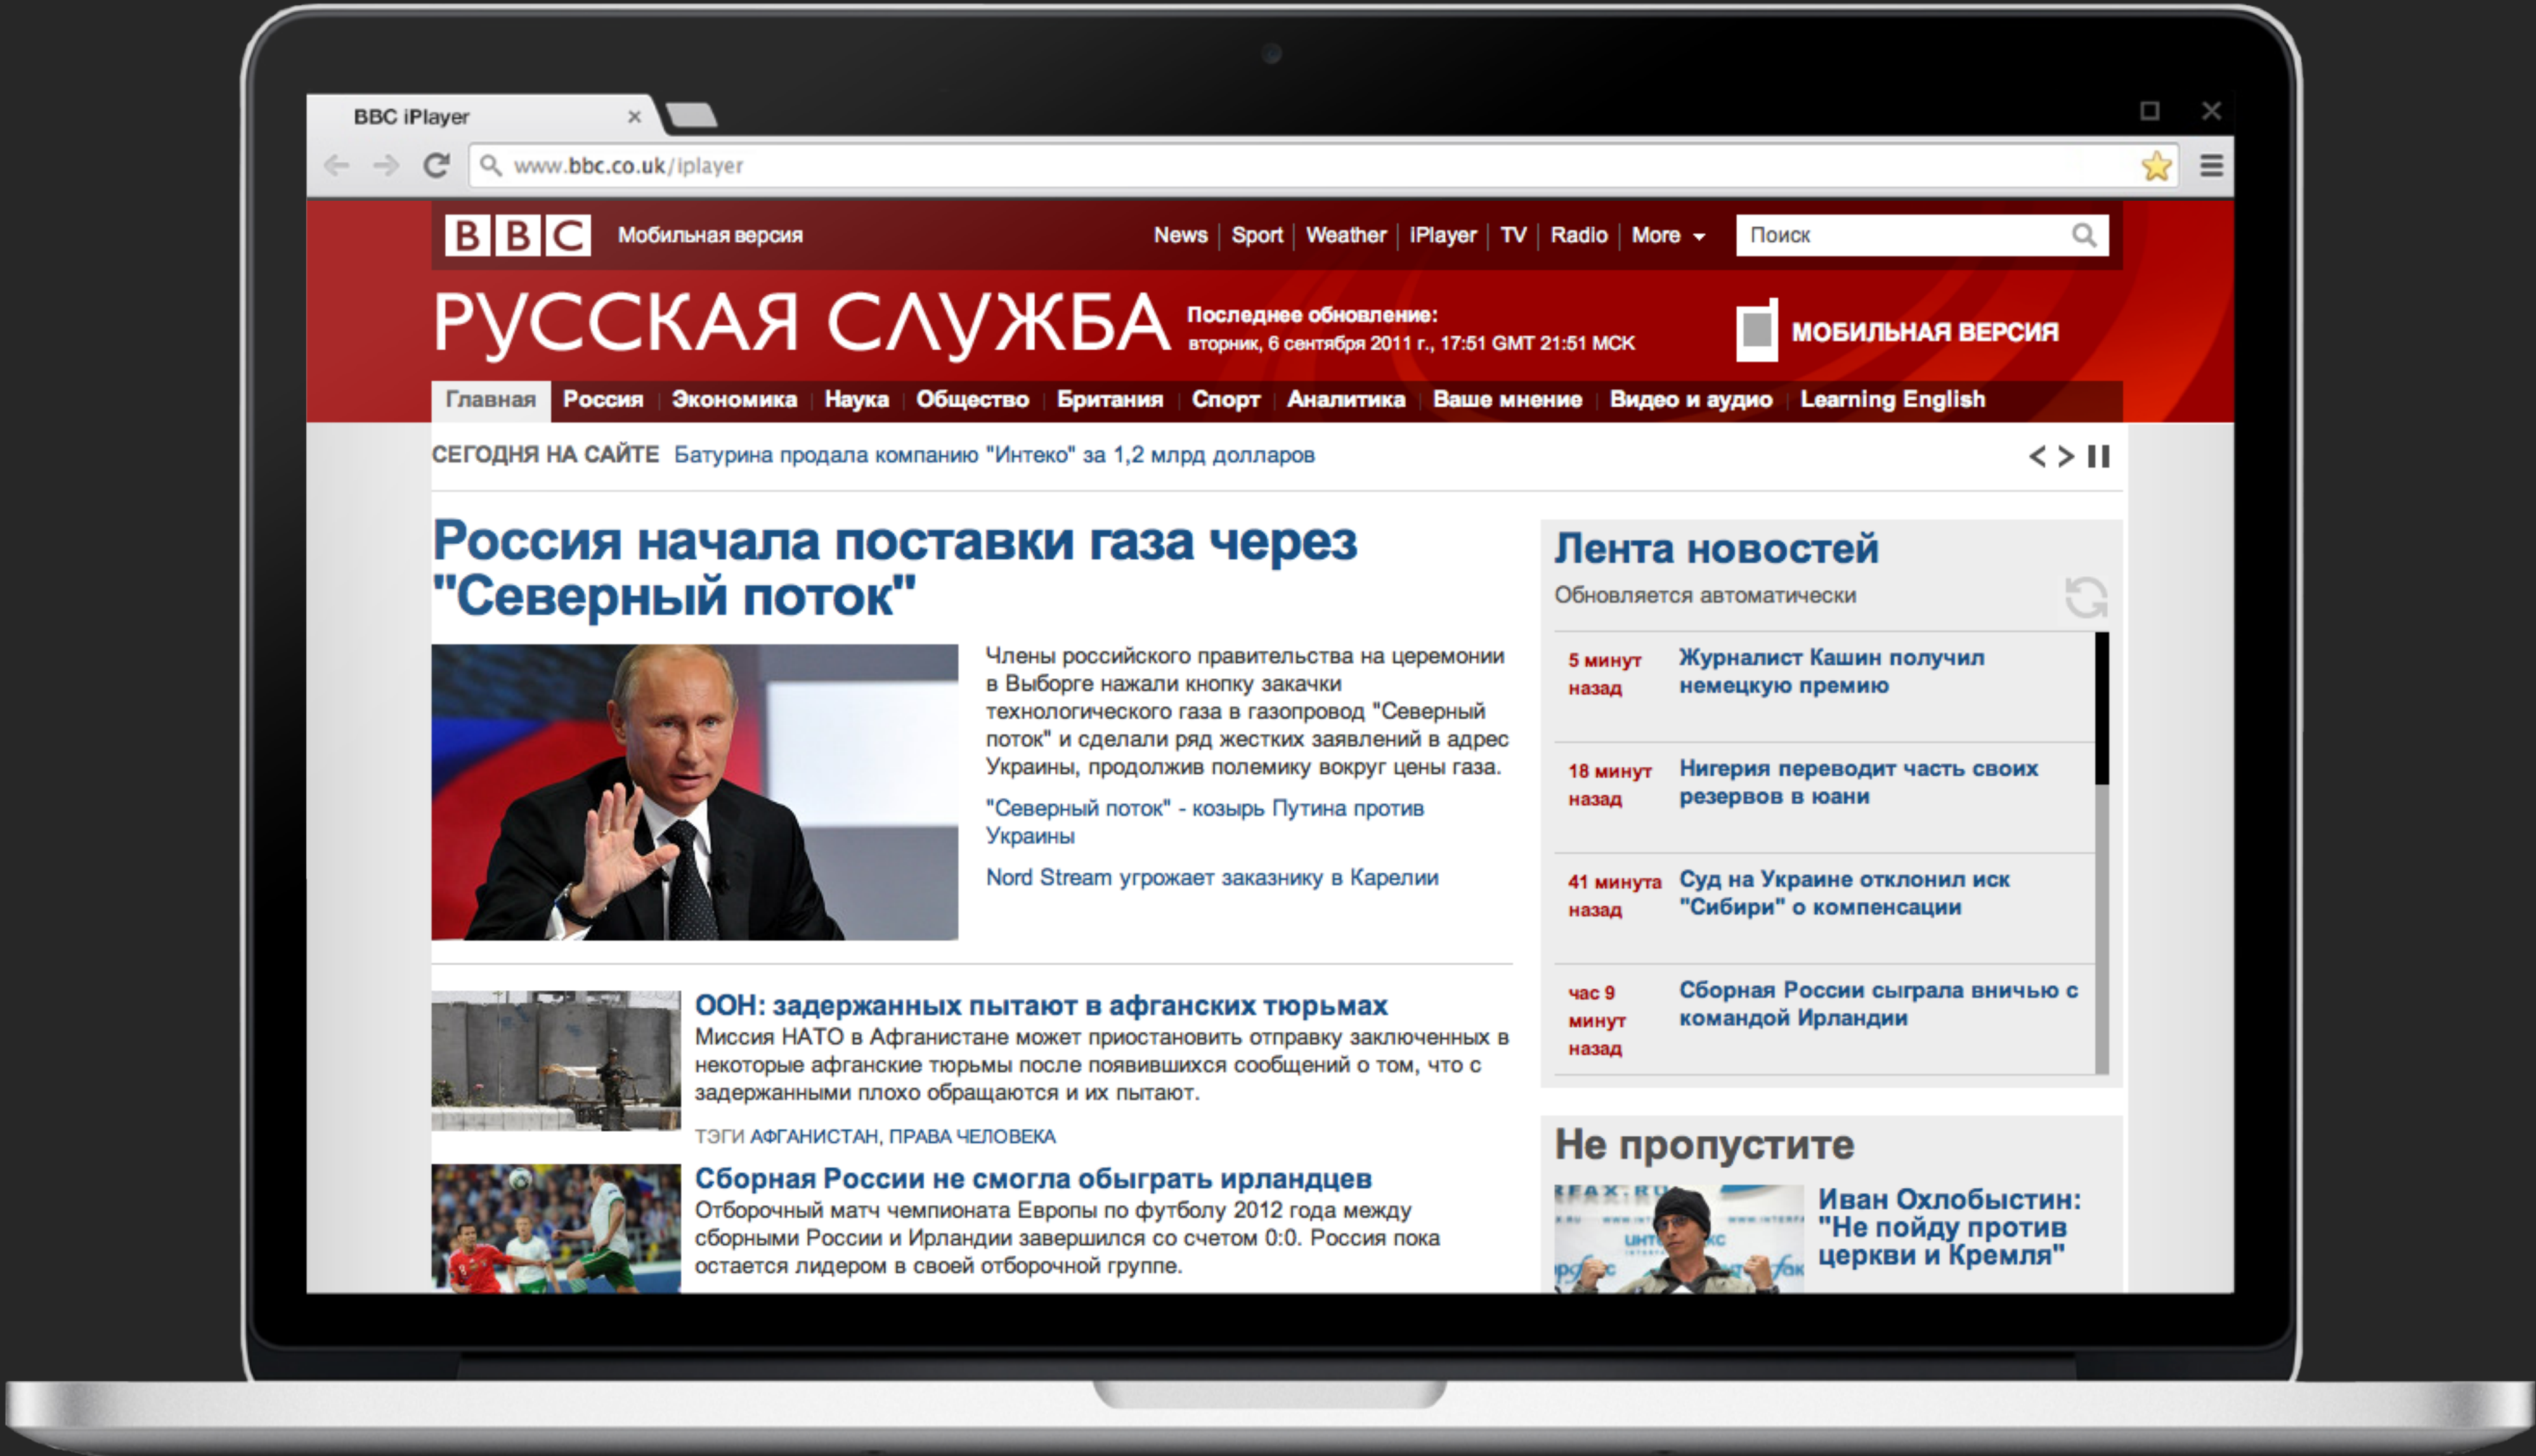 BBC iPlayer
www.bbc.co.uk/iplayer
BBC Мобильная версия News Sport Weather iPlayer TV Radio More Поиск
РУССКАЯ СЛУЖБА
Последнее обновление:
вторник, 6 сентября 2011 г., 17:51 GMT 21:51 МСК
МОБИЛЬНАЯ ВЕРСИЯ
Главная Россия Экономика Наука Общество Британия Спорт Аналитика Ваше мнение Видео и аудио Learning English
СЕГОДНЯ НА САЙТЕ Батурина продала компанию "Интеко" за 1,2 млрд долларов
Россия начала поставки газа через
"Северный поток"
Члены российского правительства на церемонии
в Выборге нажали кнопку закачки
технологического газа в газопровод "Северный
поток" и сделали ряд жестких заявлений в адрес
Украины, продолжив полемику вокруг цены газа.
"Северный поток" - козырь Путина против
Украины
Nord Stream угрожает заказнику в Карелии
ООН: задержанных пытают в афганских тюрьмах
Миссия НАТО в Афганистане может приостановить отправку заключенных в
некоторые афганские тюрьмы после появившихся сообщений о том, что с
задержанными плохо обращаются и их пытают.
ТЭГИ АФГАНИСТАН, ПРАВА ЧЕЛОВЕКА
Сборная России не смогла обыграть ирландцев
Отборочный матч чемпионата Европы по футболу 2012 года между
сборными России и Ирландии завершился со счетом 0:0. Россия пока
остается лидером в своей отборочной группе.
Лента новостей
Обновляется автоматически
5 минут
назад
Журналист Кашин получил
немецкую премию
18 минут
назад
Нигерия переводит часть своих
резервов в юани
41 минута
назад
Суд на Украине отклонил иск
"Сибири" о компенсации
час 9
минут
назад
Сборная России сыграла вничью с
командой Ирландии
Не пропустите
Иван Охлобыстин:
"Не пойду против
церкви и Кремля"